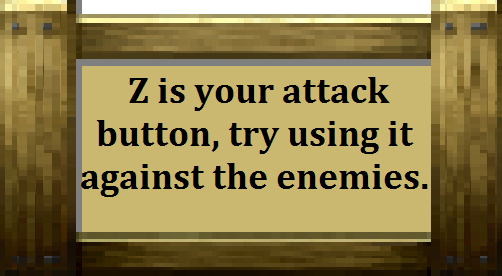 Z is your attack
button, try using it
against the enemies.